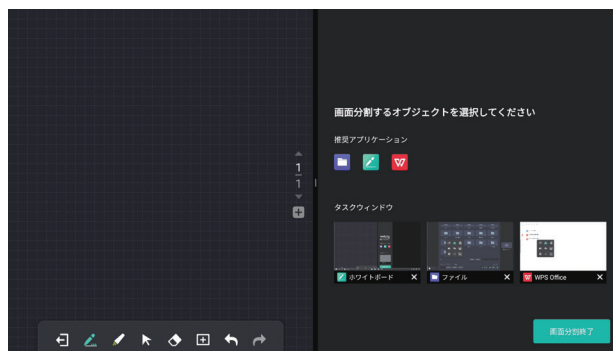 1
1
画面分割するオブジェクトを選択してください
推奨アプリケーション
タスクウィンドウ
ホワイトボード
ファイル
WPS Office
画面分割終了